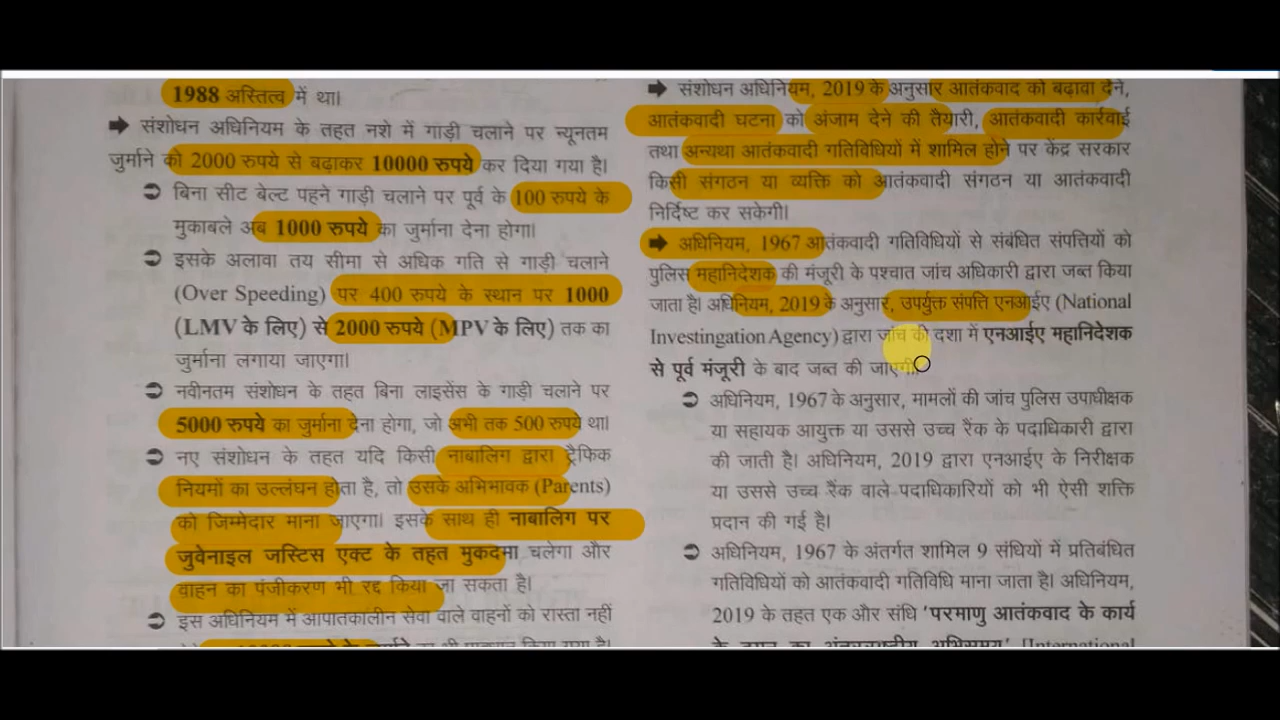 1988 अस्तित्व में था।
➡ संशोधन अधिनियम के तहत नशे में गाड़ी चलाने पर न्यूनतम
जुर्माने को 2000 रुपये से बढ़ाकर 10000 रुपये कर दिया गया है।
➲ बिना सीट बेल्ट पहने गाड़ी चलाने पर पूर्व के 100 रुपये के
मुकाबले अब 1000 रुपये का जुर्माना देना होगा।
➲ इसके अलावा तय सीमा से अधिक गति से गाड़ी चलाने
(Over Speeding) पर 400 रुपये के स्थान पर 1000
(LMV के लिए) से 2000 रुपये (MPV के लिए) तक का
जुर्माना लगाया जाएगा।
➲ नवीनतम संशोधन के तहत बिना लाइसेंस के गाड़ी चलाने पर
5000 रुपये का जुर्माना देना होगा, जो अभी तक 500 रुपये था।
➲ नए संशोधन के तहत यदि किसी नाबालिग द्वारा ट्रैफिक
नियमों का उल्लंघन होता है, तो उसके अभिभावक (Parents)
को जिम्मेदार माना जाएगा। इसके साथ ही नाबालिग पर
जुवेनाइल जस्टिस एक्ट के तहत मुकदमा चलेगा और
वाहन का पंजीकरण भी रद्द किया जा सकता है।
➲ इस अधिनियम में आपातकालीन सेवा वाले वाहनों को रास्ता नहीं
➡ संशोधन अधिनियम, 2019 के अनुसार आतंकवाद को बढ़ावा देने,
आतंकवादी घटना को अंजाम देने की तैयारी, आतंकवादी कार्रवाई
तथा अन्यथा आतंकवादी गतिविधियों में शामिल होने पर केंद्र सरकार
किसी संगठन या व्यक्ति को आतंकवादी संगठन या आतंकवादी
निर्दिष्ट कर सकेगी।
➡ अधिनियम, 1967 आतंकवादी गतिविधियों से संबंधित संपत्तियों को
पुलिस महानिदेशक की मंजूरी के पश्चात जांच अधिकारी द्वारा जब्त किया
जाता है। अधिनियम, 2019 के अनुसार, उपर्युक्त संपत्ति एनआईए (National
Investingation Agency) द्वारा जांच की दशा में एनआईए महानिदेशक
से पूर्व मंजूरी के बाद जब्त की जाएगी।
➲ अधिनियम, 1967 के अनुसार, मामलों की जांच पुलिस उपाधीक्षक
या सहायक आयुक्त या उससे उच्च रैंक के पदाधिकारी द्वारा
की जाती है। अधिनियम, 2019 द्वारा एनआईए के निरीक्षक
या उससे उच्च रैंक वाले पदाधिकारियों को भी ऐसी शक्ति
प्रदान की गई है।
➲ अधिनियम, 1967 के अंतर्गत शामिल 9 संधियों में प्रतिबंधित
गतिविधियों को आतंकवादी गतिविधि माना जाता है। अधिनियम,
2019 के तहत एक और संधि 'परमाणु आतंकवाद के कार्य